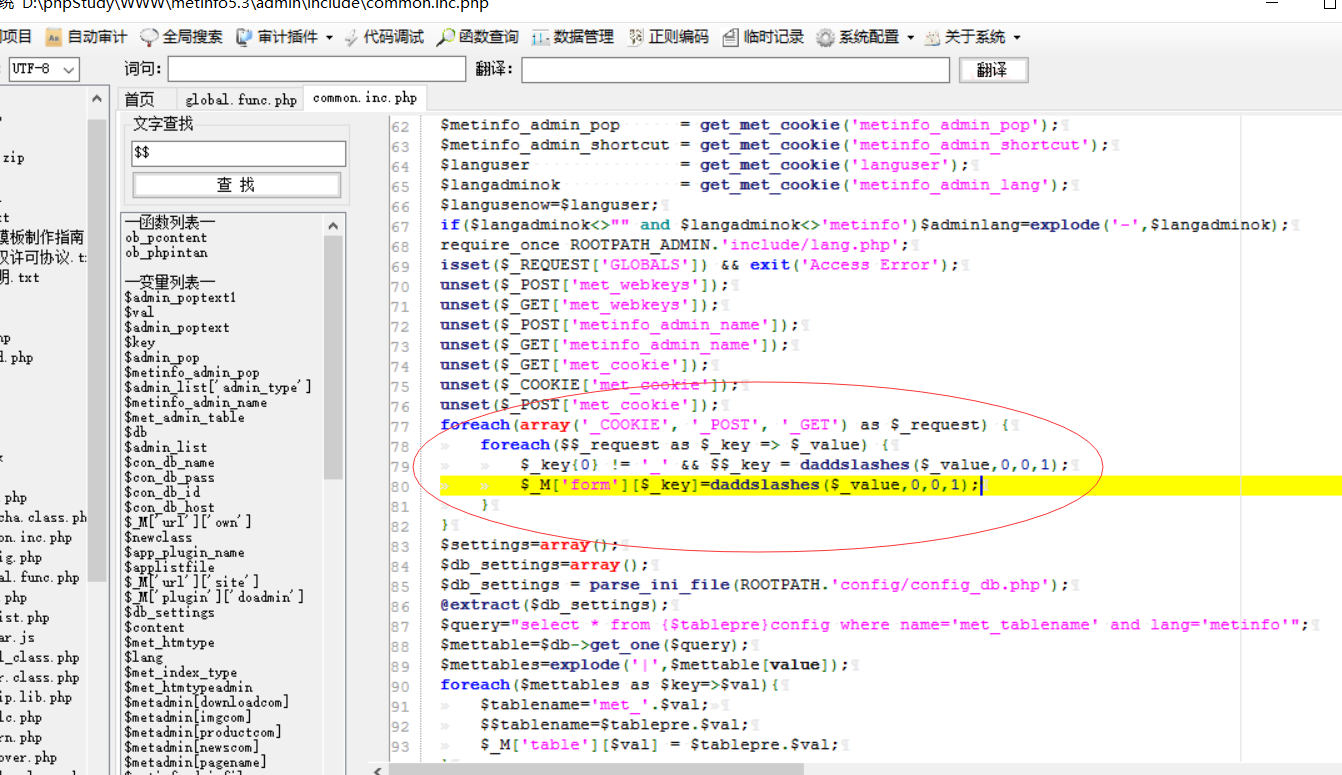 统 D:\phpStudy\WWW\metinfo5.3\admin\include\common.inc.php
项目 自动审计 全局搜索 审计插件 代码调试 函数查询 数据管理 正则编码 临时记录 系统配置 关于系统
UTF-8 词句: 翻译: 翻译
首页 global.func.php common.inc.php
zip
模板制作指南
议许可协议.t
明.txt
d.php
.php
cha.class.ph
on.inc.php
ig.php
al.func.php
.php
ist.php
ar.js
l_class.php
r.class.php
ip.lib.php
lc.php
rn.php
over.php
文字查找
$$
查 找
—函数列表—
ob_pcontent
ob_phpintan
—变量列表—
$admin_poptext1
$val
$admin_poptext
$key
$admin_pop
$metinfo_admin_pop
$admin_list['admin_type']
$metinfo_admin_name
$met_admin_table
$db
$admin_list
$con_db_name
$con_db_pass
$con_db_id
$con_db_host
$_M['url']['own']
$newclass
$app_plugin_name
$applistfile
$_M['url']['site']
$_M['plugin']['doadmin']
$db_settings
$content
$met_htmtype
$lang
$met_index_type
$met_htmtypeadmin
$metadmin[downloadcom]
$metadmin[imgcom]
$metadmin[productcom]
$metadmin[newscom]
$metadmin[pagename]
62 $metinfo_admin_pop = get_met_cookie('metinfo_admin_pop');
63 $metinfo_admin_shortcut = get_met_cookie('metinfo_admin_shortcut');
64 $languser = get_met_cookie('languser');
65 $langadminok = get_met_cookie('metinfo_admin_lang');
66 $langusenow=$languser;
67 if($langadminok<>"" and $langadminok<>'metinfo')$adminlang=explode('-',$langadminok);
68 require_once ROOTPATH_ADMIN.'include/lang.php';
69 isset($_REQUEST['GLOBALS']) && exit('Access Error');
70 unset($_POST['met_webkeys']);
71 unset($_GET['met_webkeys']);
72 unset($_POST['metinfo_admin_name']);
73 unset($_GET['metinfo_admin_name']);
74 unset($_GET['met_cookie']);
75 unset($_COOKIE['met_cookie']);
76 unset($_POST['met_cookie']);
77 foreach(array('_COOKIE', '_POST', '_GET') as $_request) {
78 foreach($$_request as $_key => $_value) {
79 $_key{0} != '_' && $$_key = daddslashes($_value,0,0,1);
80 $_M['form'][$_key]=daddslashes($_value,0,0,1);
81 }
82 }
83 $settings=array();
84 $db_settings=array();
85 $db_settings = parse_ini_file(ROOTPATH.'config/config_db.php');
86 @extract($db_settings);
87 $query="select * from {$tablepre}config where name='met_tablename' and lang='metinfo'";
88 $mettable=$db->get_one($query);
89 $mettables=explode('|',$mettable[value]);
90 foreach($mettables as $key=>$val){
91 $tablename='met_'.$val;
92 $$tablename=$tablepre.$val;
93 $_M['table'][$val] = $tablepre.$val;